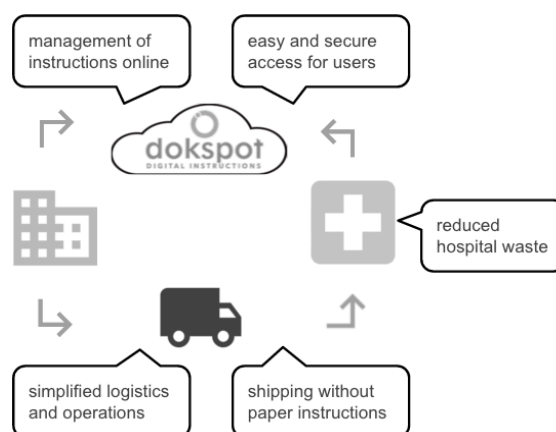 management of
instructions online
easy and secure
access for users
dokspot
DIGITAL INSTRUCTIONS
reduced
hospital waste
simplified logistics
and operations
shipping without
paper instructions